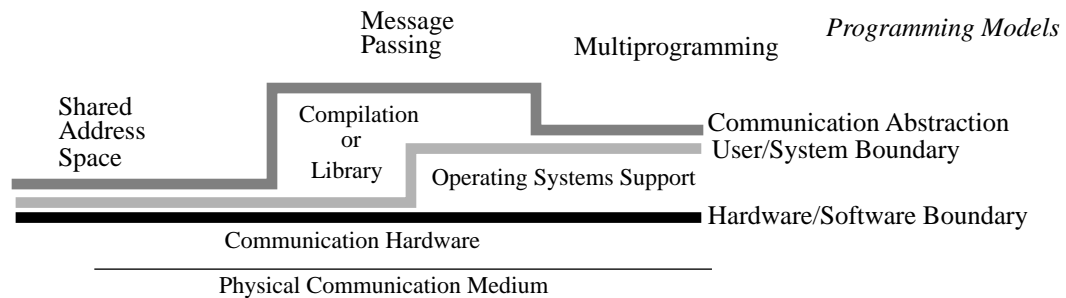 Message
Passing
Multiprogramming
Programming Models
Shared
Address
Space
Compilation
or
Library
Communication Abstraction
User/System Boundary
Operating Systems Support
Hardware/Software Boundary
Communication Hardware
Physical Communication Medium